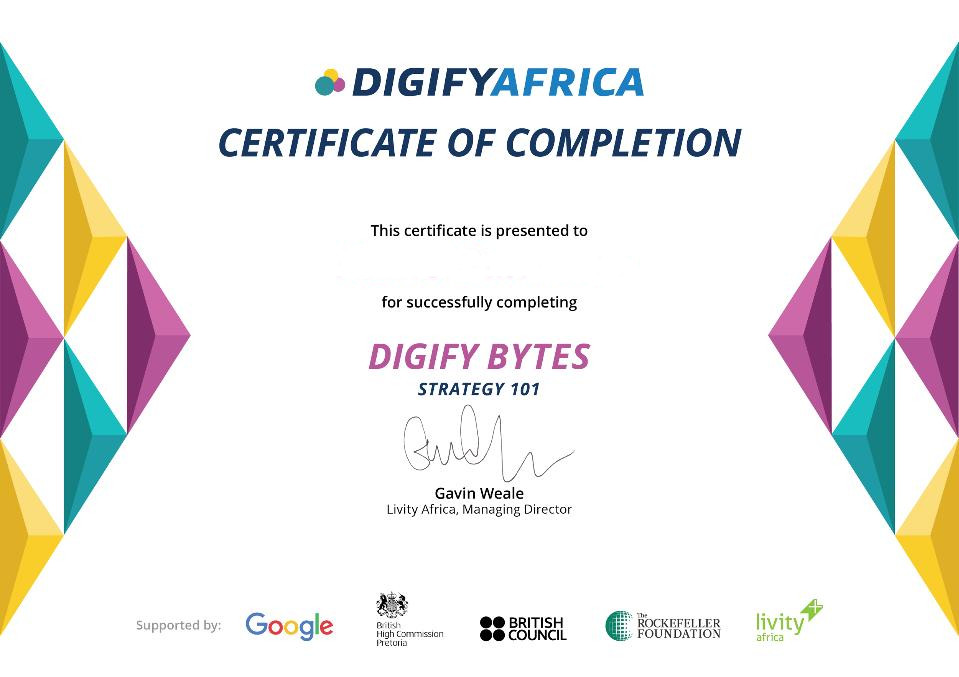 DIGIFYAFRICA
CERTIFICATE OF COMPLETION
This certificate is presented to
for successfully completing
DIGIFY BYTES
STRATEGY 101
Gavin Weale
Livity Africa, Managing Director
Supported by:
Google
British
High Commission
Pretoria
BRITISH
COUNCIL
The
ROCKEFELLER
FOUNDATION
livity
africa